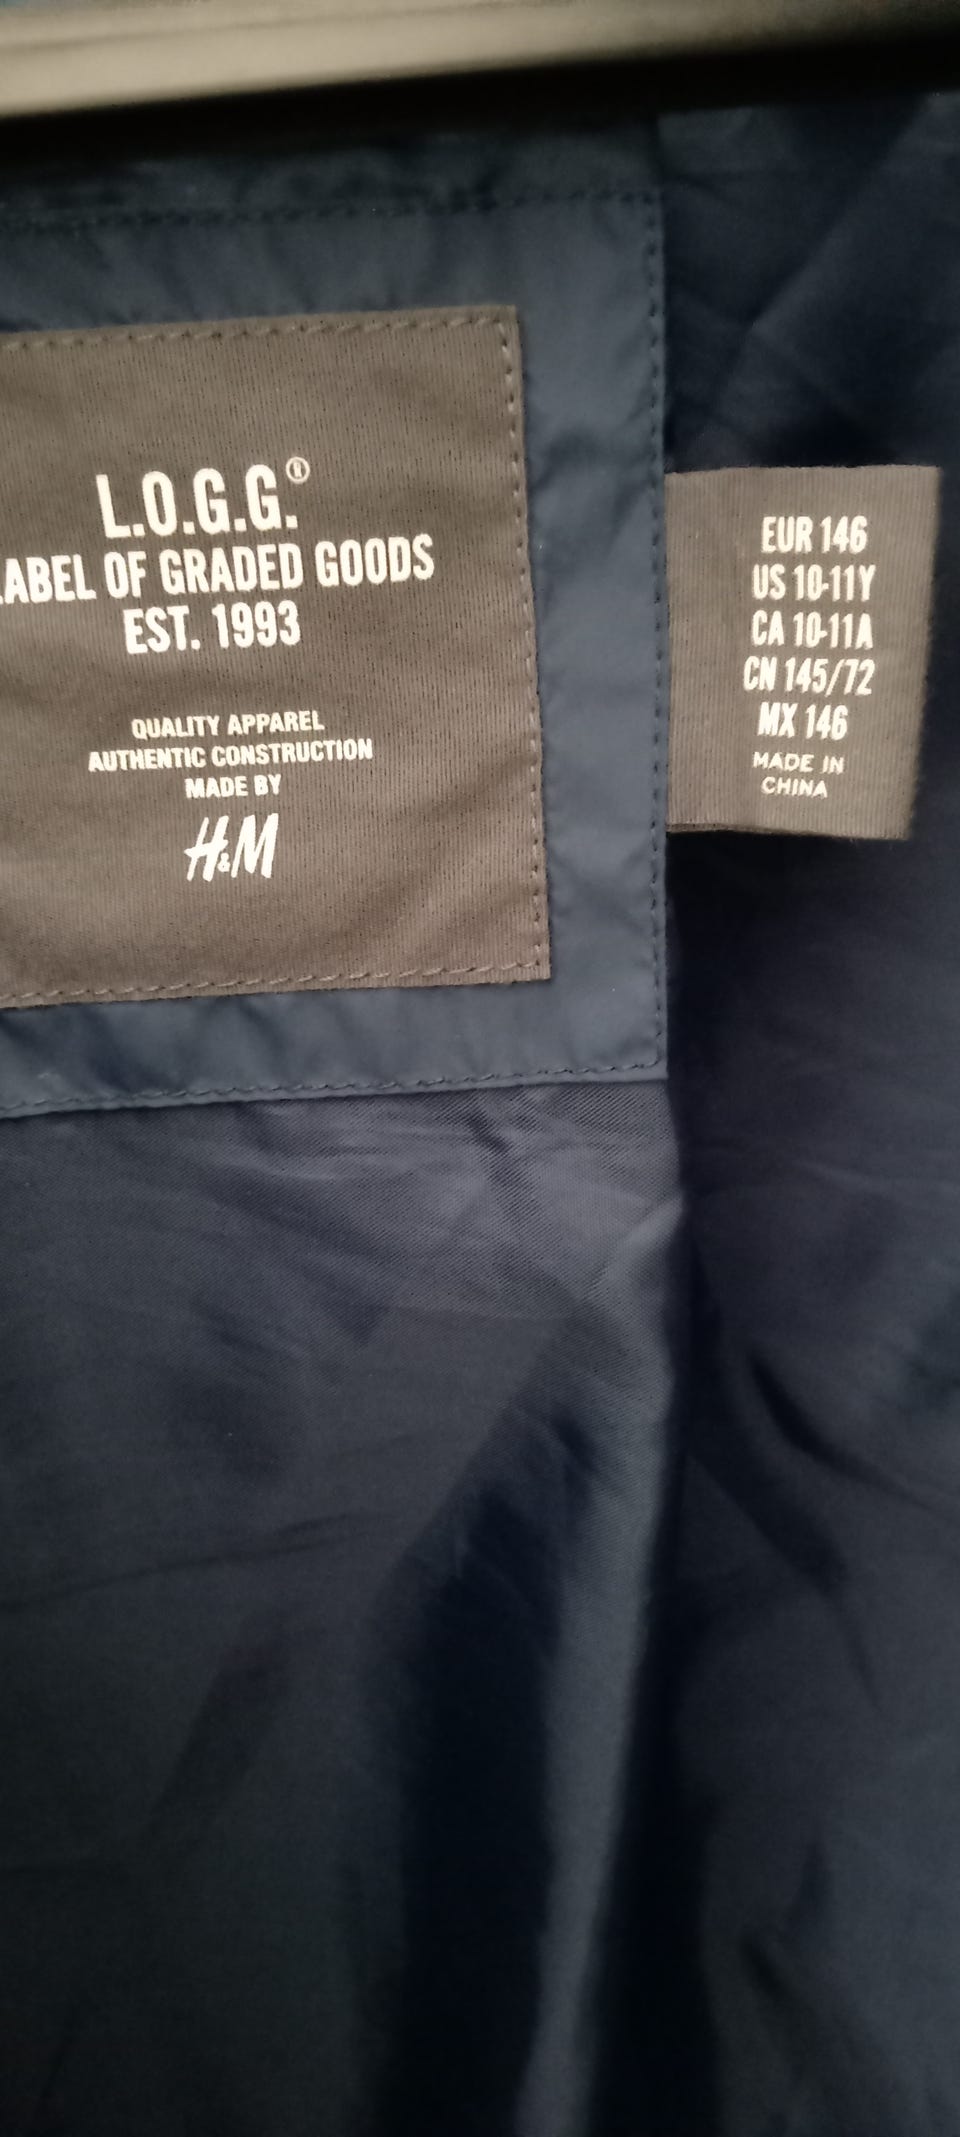 L.O.G.G.®
LABEL OF GRADED GOODS
EST. 1993
QUALITY APPAREL
AUTHENTIC CONSTRUCTION
MADE BY
H&M
EUR 146
US 10-11Y
CA 10-11A
CN 145/72
MX 146
MADE IN
CHINA